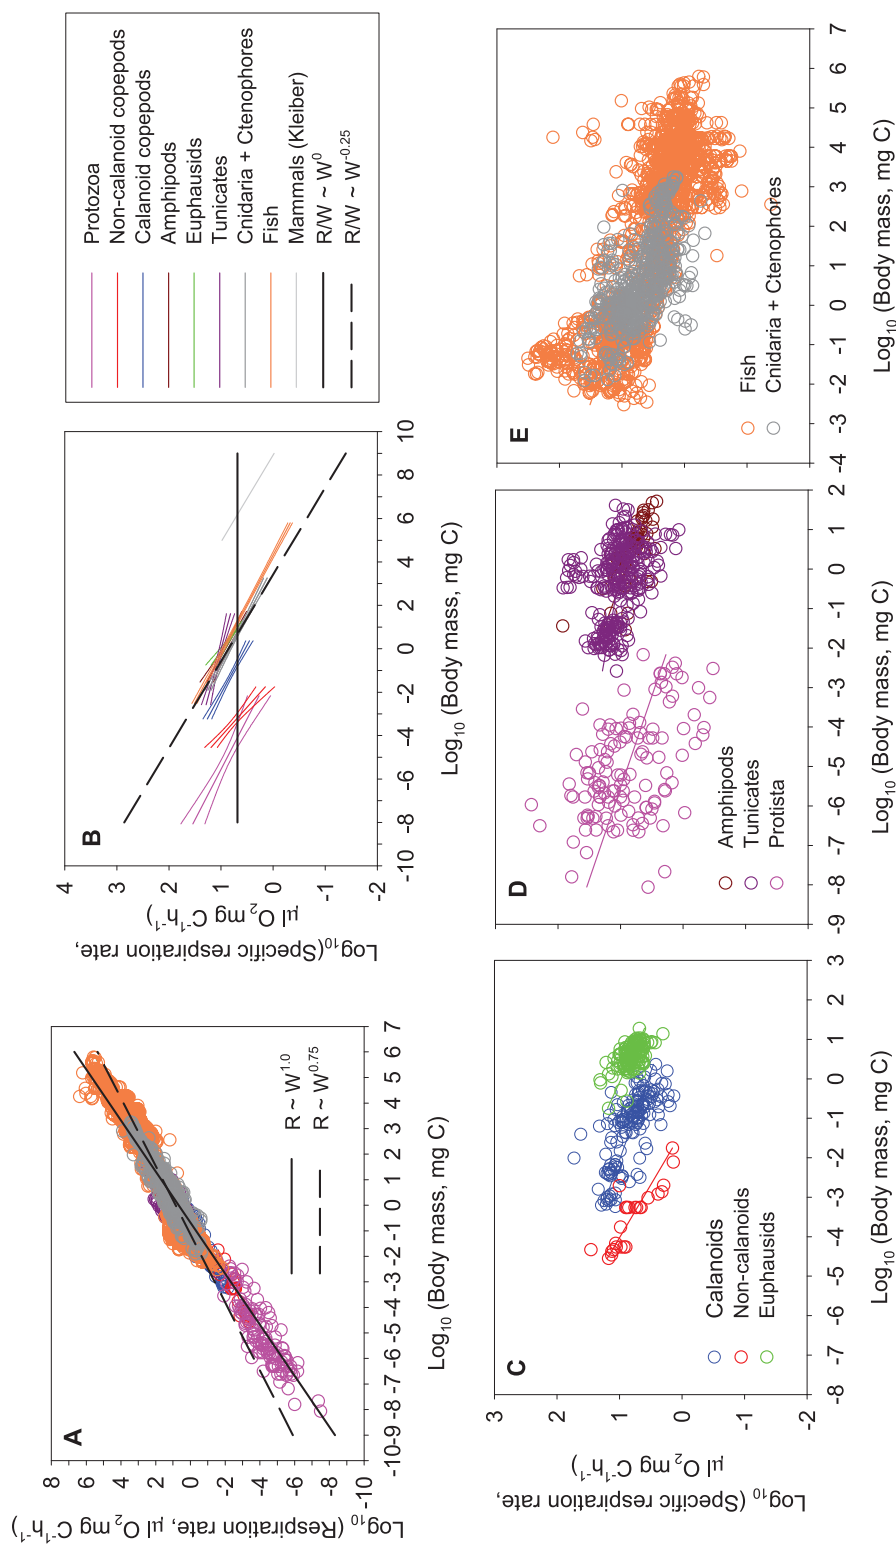 A
Log10 (Respiration rate, µl O2 mg C-1h-1)
8
6
4
2
0
-2
-4
-6
-8
-10
R ~ W1.0
R ~ W0.75
-10-9-8-7-6-5-4-3-2-1 0 1 2 3 4 5 6 7
Log10 (Body mass, mg C)
B
Log10(Specific respiration rate,
µl O2 mg C-1h-1)
4
3
2
1
0
-1
-2
-10 -8 -6 -4 -2 0 2 4 6 8 10
Log10 (Body mass, mg C)
Protozoa
Non-calanoid copepods
Calanoid copepods
Amphipods
Euphausids
Tunicates
Cnidaria + Ctenophores
Fish
Mammals (Kleiber)
R/W ~ W0
R/W ~ W-0.25
C
Log10 (Specific respiration rate,
µl O2 mg C-1h-1)
3
1
0
-2
Calanoids
Non-calanoids
Euphausids
-8 -7 -6 -5 -4 -3 -2 -1 0 1 2 3
Log10 (Body mass, mg C)
D
Amphipods
Tunicates
Protista
-9 -8 -7 -6 -5 -4 -3 -2 -1 0 1 2
Log10 (Body mass, mg C)
E
Fish
Cnidaria + Ctenophores
-4 -3 -2 -1 0 1 2 3 4 5 6 7
Log10 (Body mass, mg C)